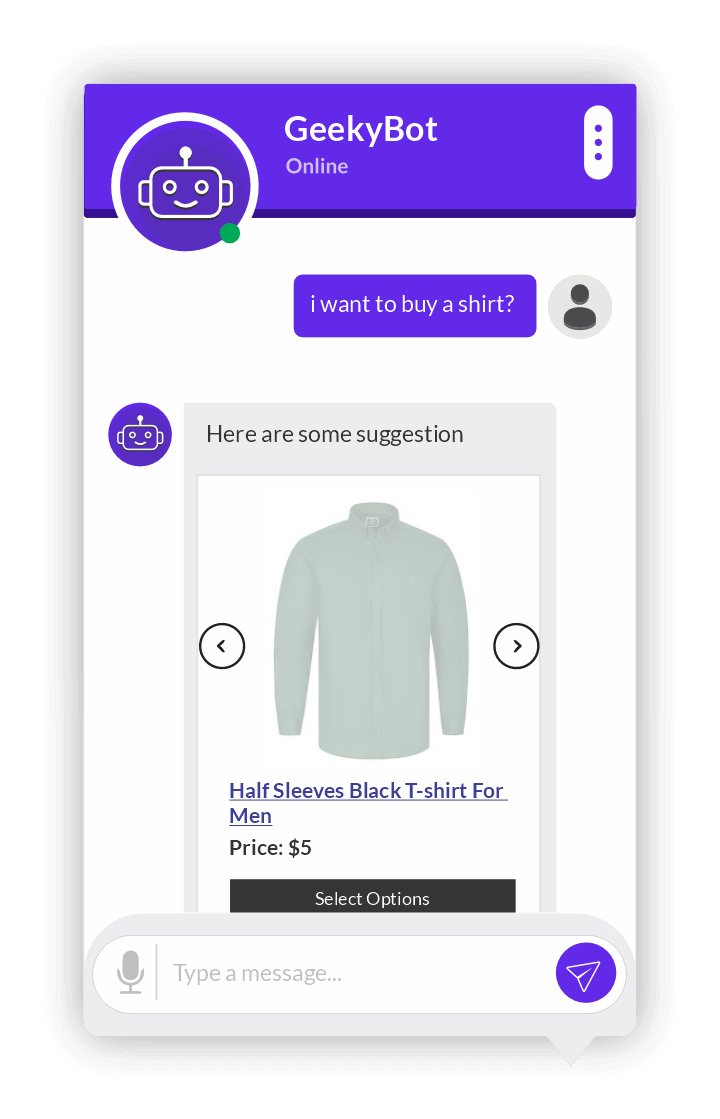 GeekyBot
Online
i want to buy a shirt?
Here are some suggestion
Half Sleeves Black T-shirt For
Men
Price: $5
Select Options
Type a message...